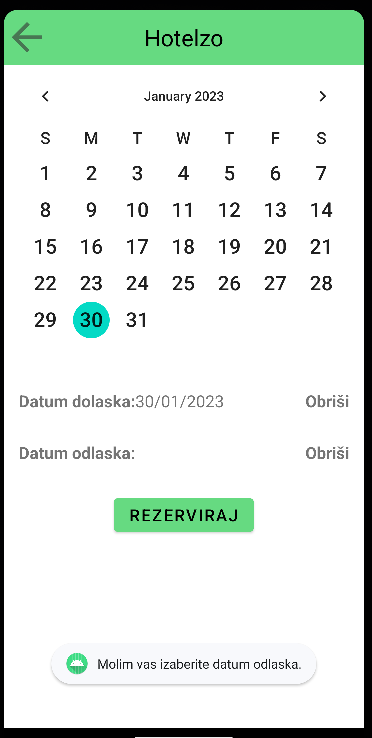 Hotelzo
January 2023
S M T W T F S
1 2 3 4 5 6 7
8 9 10 11 12 13 14
15 16 17 18 19 20 21
22 23 24 25 26 27 28
29 30 31
Datum dolaska:30/01/2023 Obriši
Datum odlaska: Obriši
REZERVIRAJ
Molim vas izaberite datum odlaska.